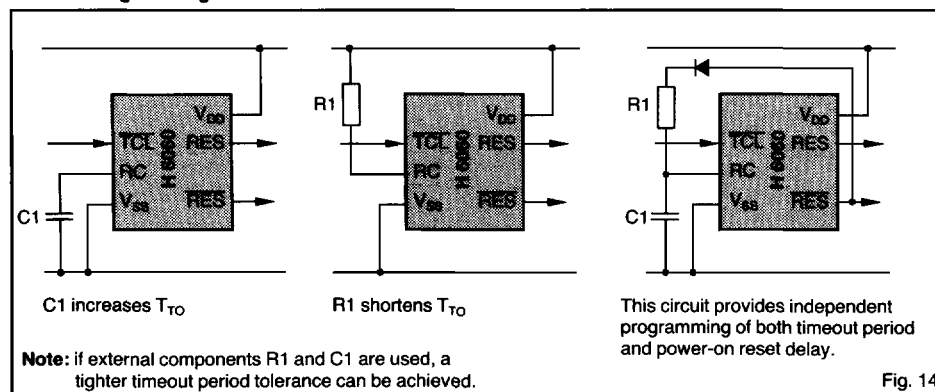 R1
C1
TCL
RC
VSS
VDD
RES
RES
H 6060
C1 increases TTO
R1
TCL
RC
VSS
VDD
RES
RES
H 6060
R1 shortens TTO
R1
C1
TCL
RC
VSS
VDD
RES
RES
H 6060
This circuit provides independent
programming of both timeout period
and power-on reset delay.
Note: if external components R1 and C1 are used, a
tighter timeout period tolerance can be achieved.
Fig. 14